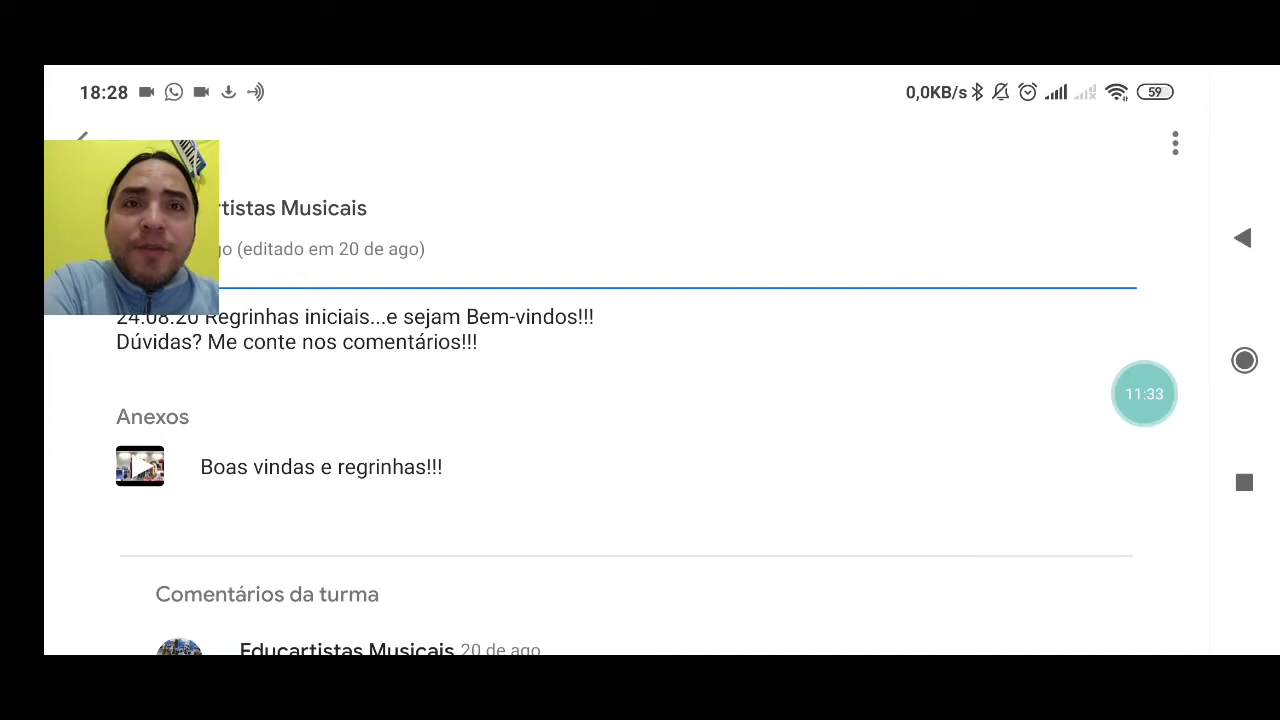 18:28
0,0KB/s
59
tistas Musicais
go (editado em 20 de ago)
24.08.20 Regrinhas iniciais...e sejam Bem-vindos!!!
Dúvidas? Me conte nos comentários!!!
11:33
Anexos
Boas vindas e regrinhas!!!
Comentários da turma
Educartistas Musicais 20 de ago